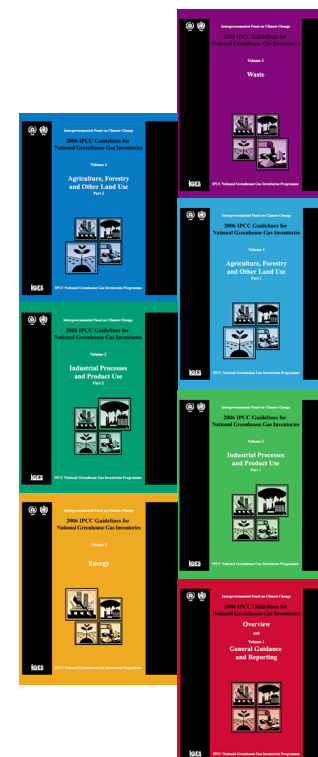 Intergovernmental Panel on Climate Change
2006 IPCC Guidelines for
National Greenhouse Gas Inventories
Volume 5
Waste
IGES
IPCC National Greenhouse Gas Inventories Programme
Intergovernmental Panel on Climate Change
2006 IPCC Guidelines for
National Greenhouse Gas Inventories
Volume 4
Agriculture, Forestry
and Other Land Use
Part 2
IGES
IPCC National Greenhouse Gas Inventories Programme
Intergovernmental Panel on Climate Change
2006 IPCC Guidelines for
National Greenhouse Gas Inventories
Volume 4
Agriculture, Forestry
and Other Land Use
Part 1
IGES
IPCC National Greenhouse Gas Inventories Programme
Intergovernmental Panel on Climate Change
2006 IPCC Guidelines for
National Greenhouse Gas Inventories
Volume 3
Industrial Processes
and Product Use
Part 2
IGES
IPCC National Greenhouse Gas Inventories Programme
Intergovernmental Panel on Climate Change
2006 IPCC Guidelines for
National Greenhouse Gas Inventories
Volume 3
Industrial Processes
and Product Use
Part 1
IGES
IPCC National Greenhouse Gas Inventories Programme
Intergovernmental Panel on Climate Change
2006 IPCC Guidelines for
National Greenhouse Gas Inventories
Volume 2
Energy
IGES
IPCC National Greenhouse Gas Inventories Programme
Intergovernmental Panel on Climate Change
2006 IPCC Guidelines for
National Greenhouse Gas Inventories
Overview
and
Volume 1
General Guidance
and Reporting
IGES
IPCC National Greenhouse Gas Inventories Programme